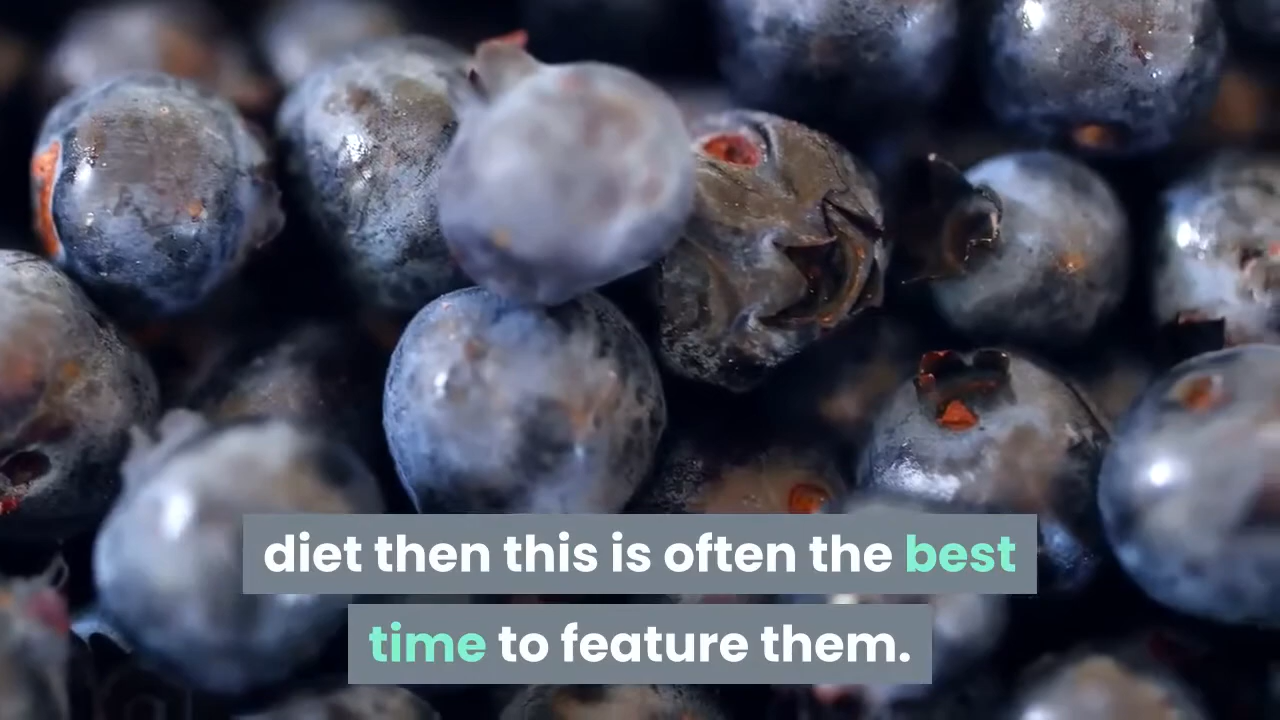 diet then this is often the best
time to feature them.